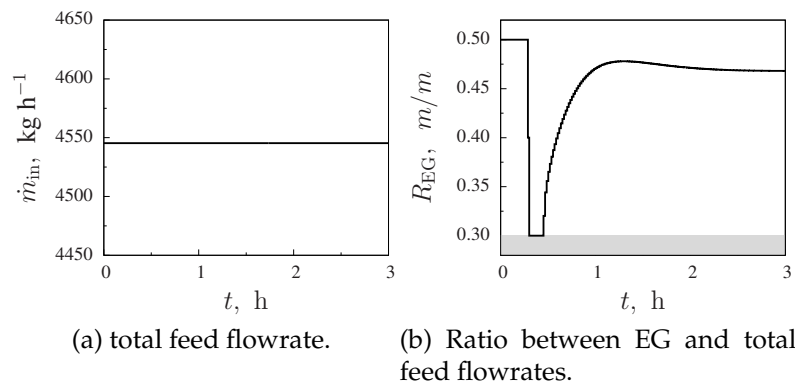 4650
4600
4550
4500
4450
ṁin, kg h−1
0 1 2 3
t, h
(a) total feed flowrate.
0.50
0.45
0.40
0.35
0.30
REG, m/m
0 1 2 3
t, h
(b) Ratio between EG and total
feed flowrates.